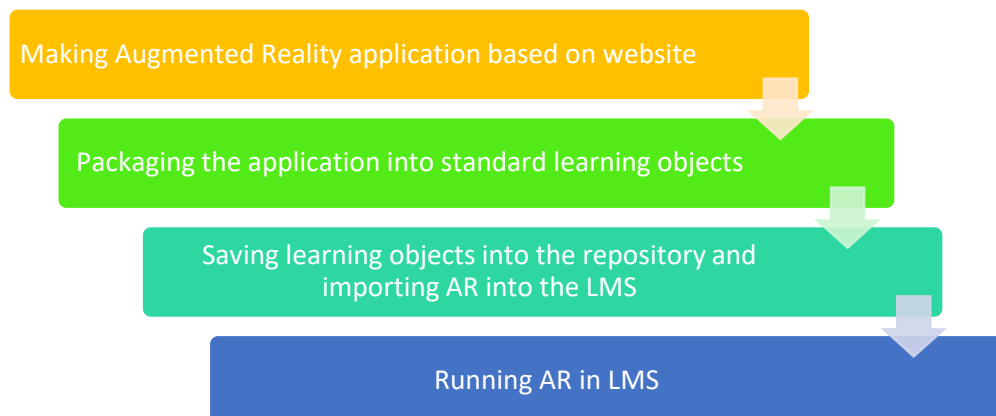 Making Augmented Reality application based on website
Packaging the application into standard learning objects
Saving learning objects into the repository and
importing AR into the LMS
Running AR in LMS